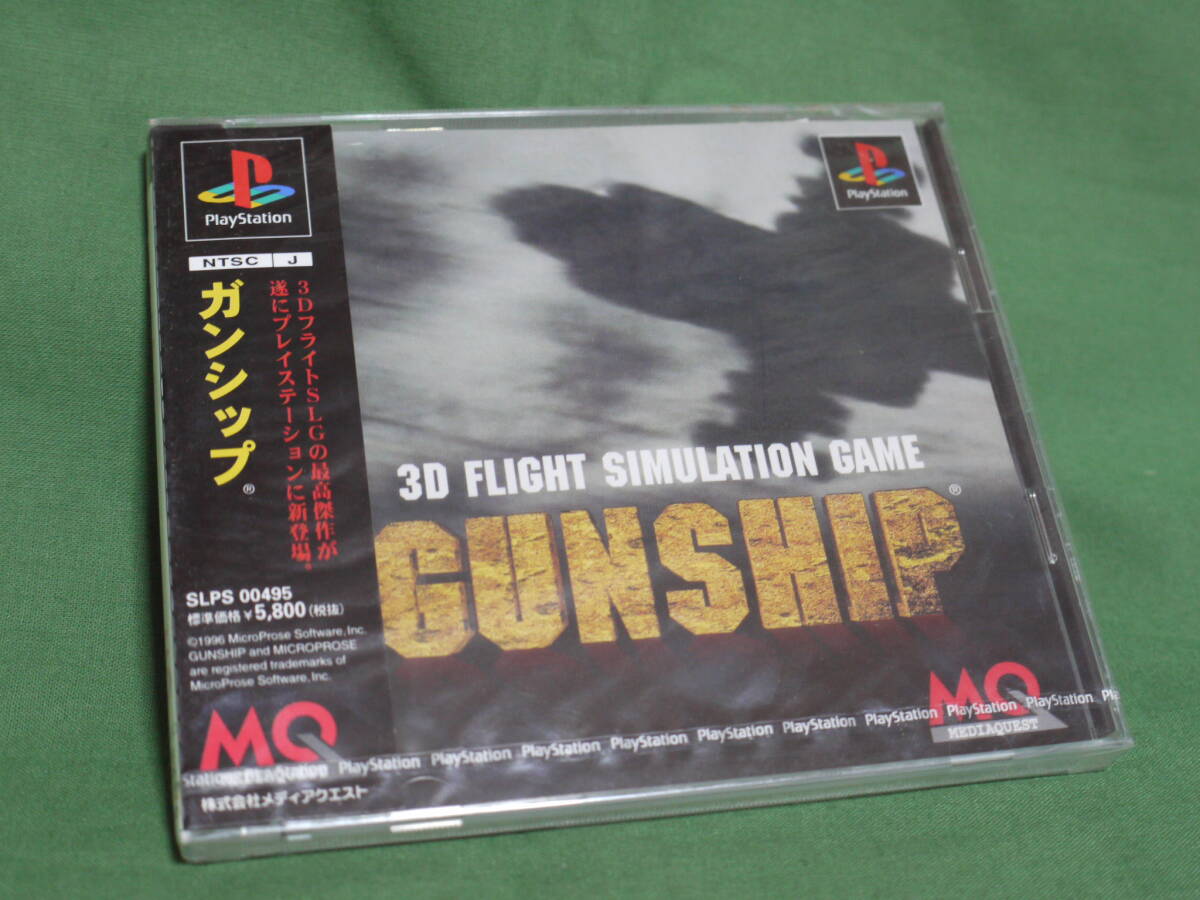 PlayStation
NTSC J
ガンシップ®
3DフライトSLGの最高傑作が
遂にプレイステーションに新登場。
SLPS 00495
標準価格¥5,800(税抜)
©1996 MicroProse Software, Inc.
GUNSHIP and MICROPROSE
are registered trademarks of
MicroProse Software, Inc.
MQ
株式会社メディアクエスト
PlayStation
3D FLIGHT SIMULATION GAME
GUNSHIP®
MQ
MEDIAQUEST
PlayStation PlayStation PlayStation PlayStation PlayStation PlayStation PlayStation PlayStation PlayStation